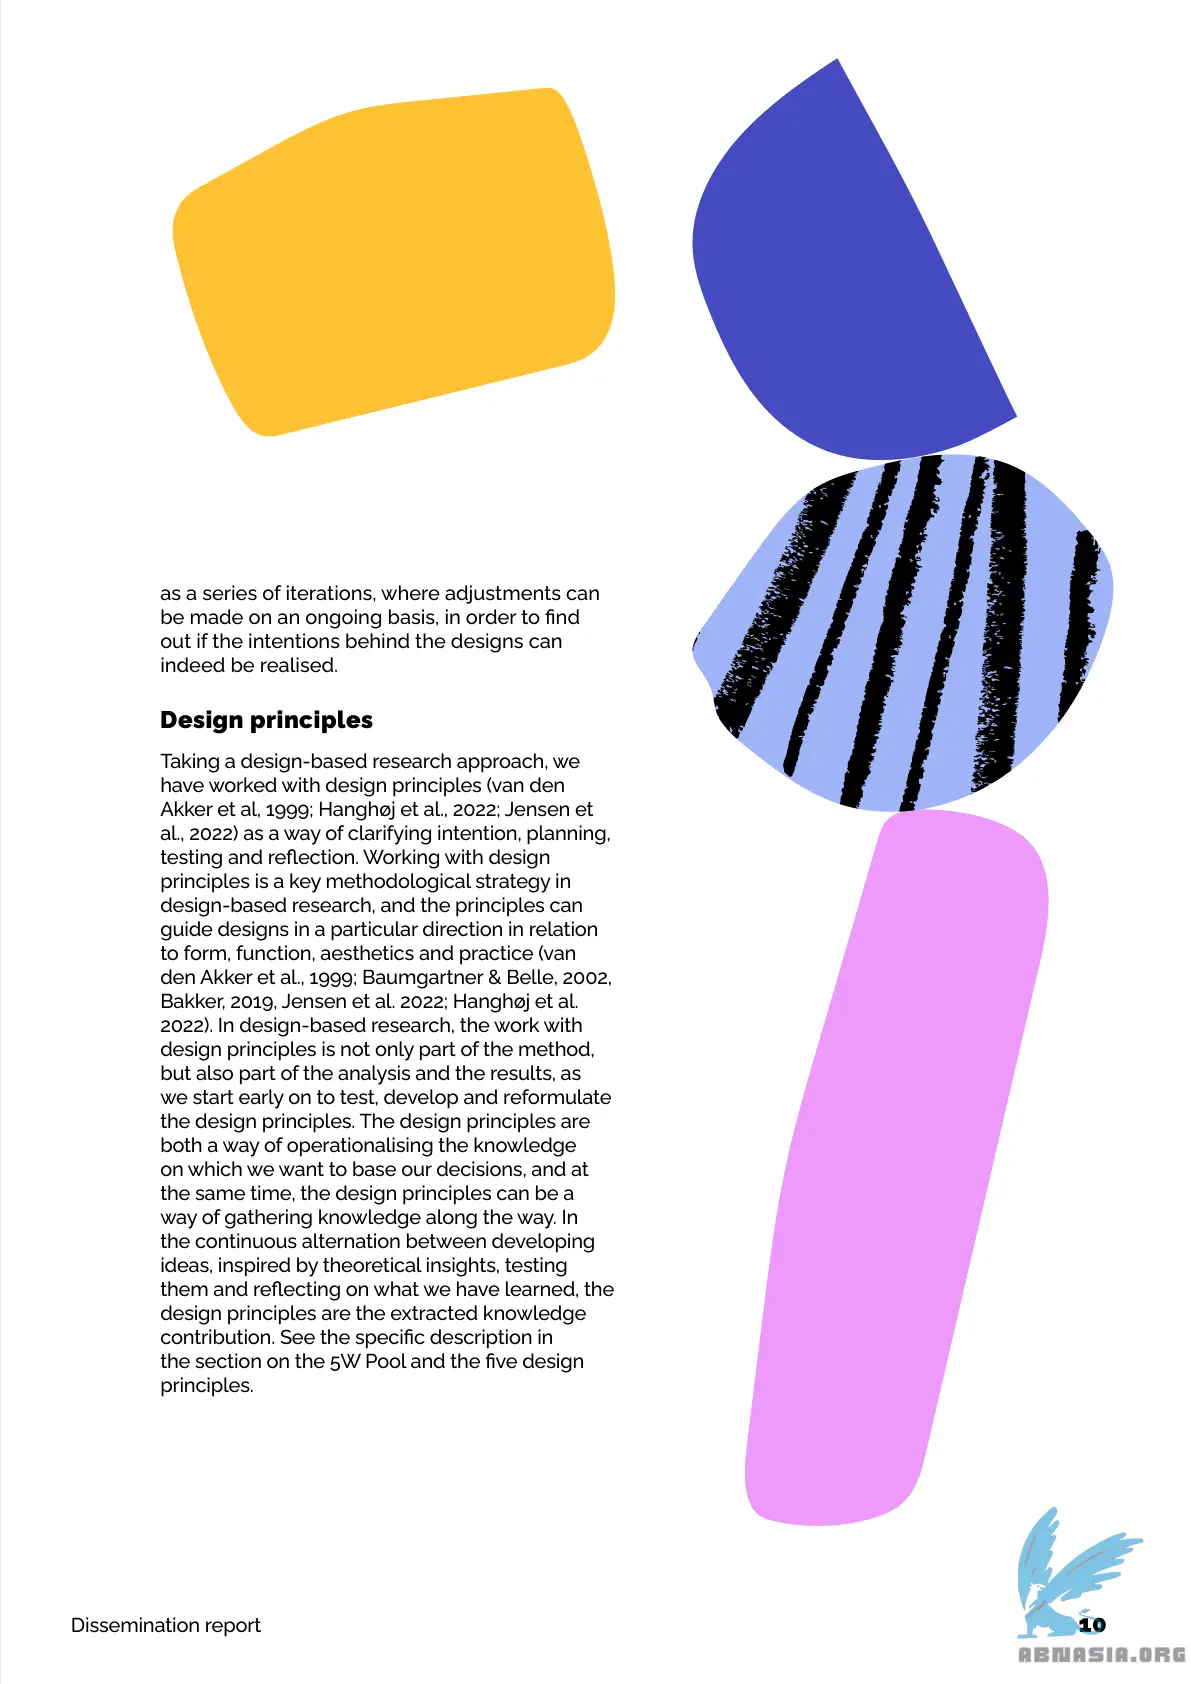 as a series of iterations, where adjustments can
be made on an ongoing basis, in order to find
out if the intentions behind the designs can
indeed be realised.
Design principles
Taking a design-based research approach, we
have worked with design principles (van den
Akker et al, 1999; Hanghøj et al., 2022; Jensen et
al., 2022) as a way of clarifying intention, planning,
testing and reflection. Working with design
principles is a key methodological strategy in
design-based research, and the principles can
guide designs in a particular direction in relation
to form, function, aesthetics and practice (van
den Akker et al., 1999; Baumgartner & Belle, 2002,
Bakker, 2019, Jensen et al. 2022; Hanghøj et al.
2022). In design-based research, the work with
design principles is not only part of the method,
but also part of the analysis and the results, as
we start early on to test, develop and reformulate
the design principles. The design principles are
both a way of operationalising the knowledge
on which we want to base our decisions, and at
the same time, the design principles can be a
way of gathering knowledge along the way. In
the continuous alternation between developing
ideas, inspired by theoretical insights, testing
them and reflecting on what we have learned, the
design principles are the extracted knowledge
contribution. See the specific description in
the section on the 5W Pool and the five design
principles.
Dissemination report
10
ABNASIA.ORG